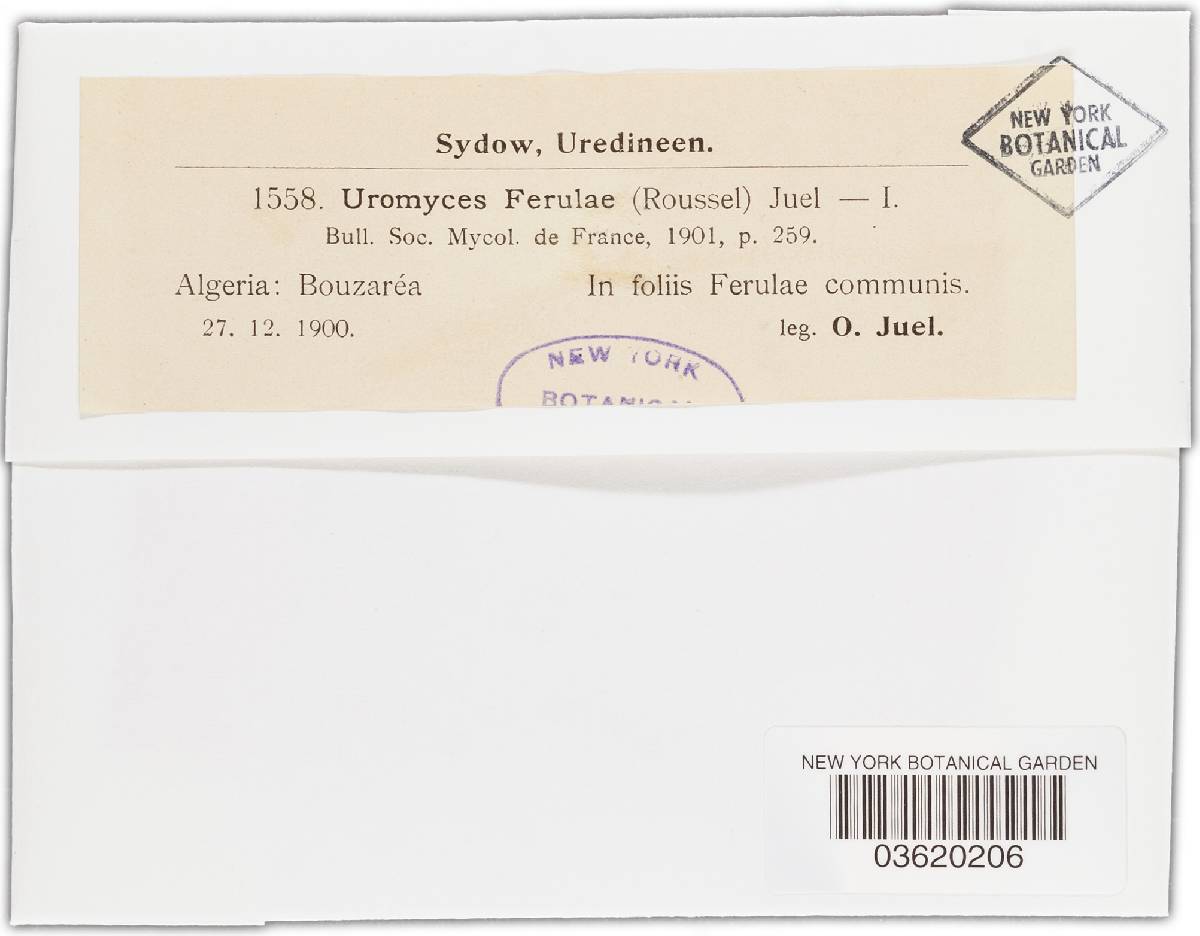 Sydow, Uredineen.
1558. Uromyces Ferulae (Roussel) Juel — I.
Bull. Soc. Mycol. de France, 1901, p. 259.
Algeria: Bouzaréa
In foliis Ferulae communis.
27. 12. 1900.
leg. O. Juel.
NEW YORK
BOTANICAL
GARDEN
NEW YORK
BOTANICAL
NEW YORK BOTANICAL GARDEN
03620206